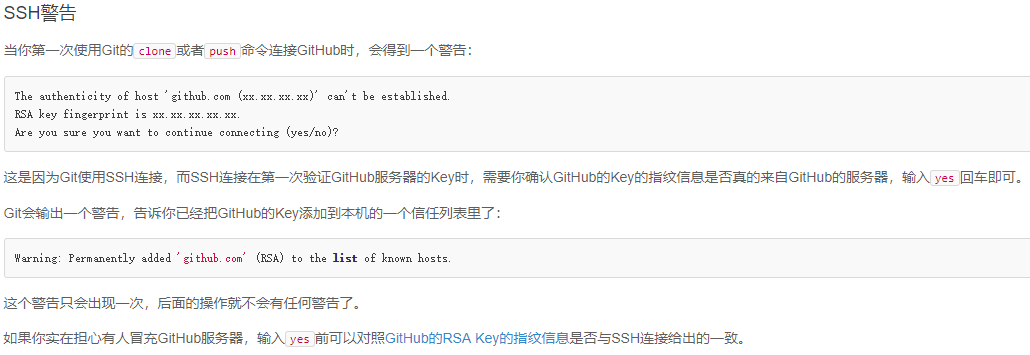 SSH警告
当你第一次使用Git的clone或者push命令连接GitHub时，会得到一个警告：
The authenticity of host 'github.com (xx.xx.xx.xx)' can't be established.
RSA key fingerprint is xx.xx.xx.xx.xx.
Are you sure you want to continue connecting (yes/no)?
这是因为Git使用SSH连接，而SSH连接在第一次验证GitHub服务器的Key时，需要你确认GitHub的Key的指纹信息是否真的来自GitHub的服务器，输入yes回车即可。
Git会输出一个警告，告诉你已经把GitHub的Key添加到本机的一个信任列表里了：
Warning: Permanently added 'github.com' (RSA) to the list of known hosts.
这个警告只会出现一次，后面的操作就不会有任何警告了。
如果你实在担心有人冒充GitHub服务器，输入yes前可以对照GitHub的RSA Key的指纹信息是否与SSH连接给出的一致。